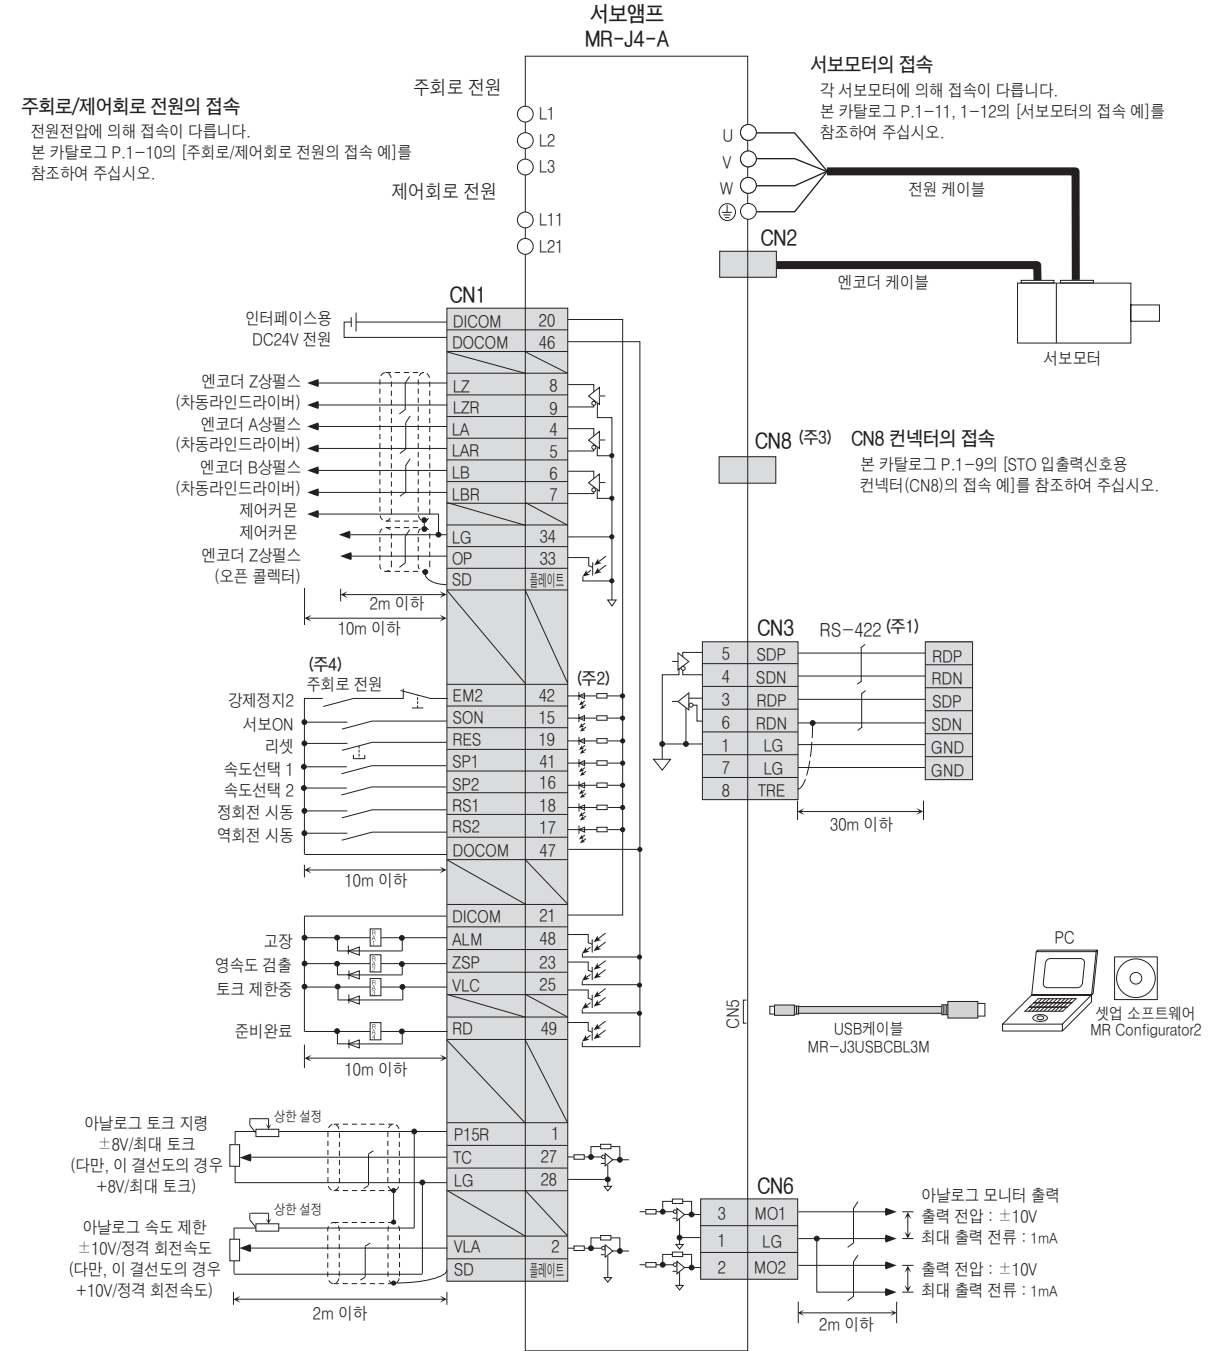 서보앰프
MR-J4-A
주회로/제어회로 전원의 접속
전원전압에 의해 접속이 다릅니다.
본 카탈로그 P.1-10의 [주회로/제어회로 전원의 접속 예]를
참조하여 주십시오.
주회로 전원
L1
L2
L3
제어회로 전원
L11
L21
서보모터의 접속
각 서보모터에 의해 접속이 다릅니다.
본 카탈로그 P.1-11, 1-12의 [서보모터의 접속 예]를
참조하여 주십시오.
U
V
W
전원 케이블
CN2
엔코더 케이블
서보모터
CN1
인터페이스용
DC24V 전원
DICOM 20
DOCOM 46
엔코더 Z상펄스
(차동라인드라이버)
LZ 8
LZR 9
엔코더 A상펄스
(차동라인드라이버)
LA 4
LAR 5
엔코더 B상펄스
(차동라인드라이버)
LB 6
LBR 7
제어커몬
제어커몬
LG 34
엔코더 Z상펄스
(오픈 콜렉터)
OP 33
SD 플레이트
2m 이하
10m 이하
CN8 (주3)
CN8 컨넥터의 접속
본 카탈로그 P.1-9의 [STO 입출력신호용
컨넥터(CN8)의 접속 예]를 참조하여 주십시오.
(주4)
주회로 전원
(주2)
강제정지2 EM2 42
서보ON SON 15
리셋 RES 19
속도선택 1 SP1 41
속도선택 2 SP2 16
정회전 시동 RS1 18
역회전 시동 RS2 17
DOCOM 47
10m 이하
CN3
RS-422 (주1)
5 SDP RDP
4 SDN RDN
3 RDP SDP
6 RDN SDN
1 LG GND
7 LG GND
8 TRE
30m 이하
DICOM 21
고장 RA1 ALM 48
영속도 검출 RA2 ZSP 23
토크 제한중 RA3 VLC 25
준비완료 RA4 RD 49
10m 이하
CN5
USB케이블
MR-J3USBCBL3M
PC
셋업 소프트웨어
MR Configurator2
아날로그 토크 지령
±8V/최대 토크
(다만, 이 결선도의 경우
+8V/최대 토크)
상한 설정
P15R 1
TC 27
LG 28
아날로그 속도 제한
±10V/정격 회전속도
(다만, 이 결선도의 경우
+10V/정격 회전속도)
상한 설정
VLA 2
SD 플레이트
2m 이하
CN6
3 MO1
1 LG
2 MO2
아날로그 모니터 출력
출력 전압 : ±10V
최대 출력 전류 : 1mA
출력 전압 : ±10V
최대 출력 전류 : 1mA
2m 이하